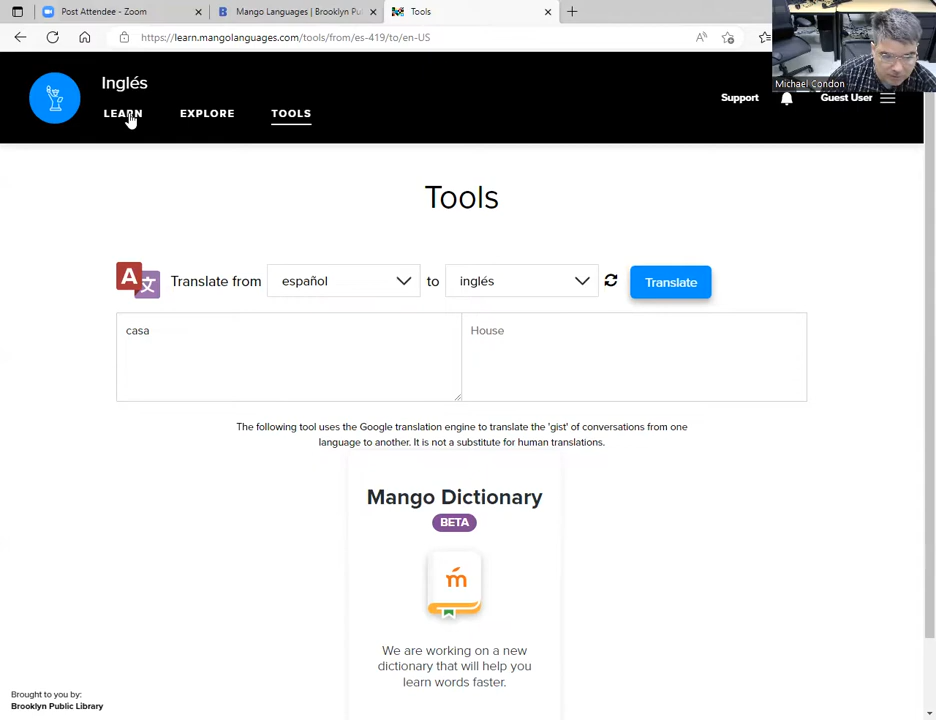 Post Attendee - Zoom
Mango Languages | Brooklyn Pu
Tools
https://learn.mangolanguages.com/tools/from/es-419/to/en-US
Michael Condon
Inglés
LEARN
EXPLORE
TOOLS
Support
Guest User
Tools
A
文
Translate from
español
to
inglés
Translate
casa
House
The following tool uses the Google translation engine to translate the 'gist' of conversations from one
language to another. It is not a substitute for human translations.
Mango Dictionary
BETA
m
We are working on a new
dictionary that will help you
learn words faster.
Brought to you by:
Brooklyn Public Library